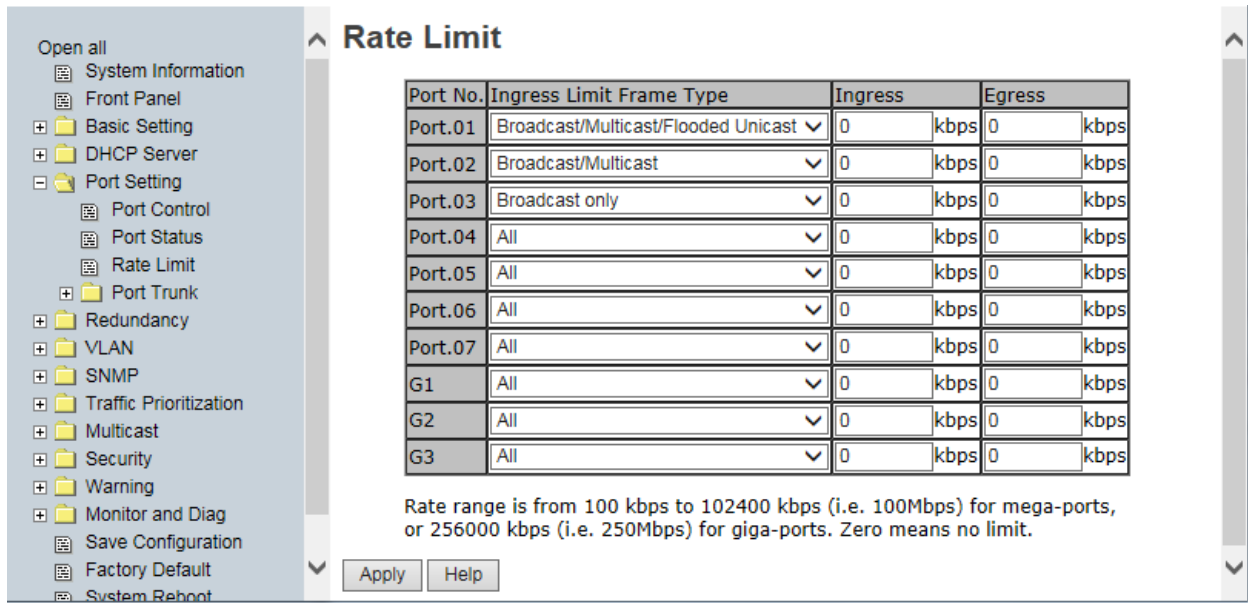 Open all
System Information
Front Panel
Basic Setting
DHCP Server
Port Setting
Port Control
Port Status
Rate Limit
Port Trunk
Redundancy
VLAN
SNMP
Traffic Prioritization
Multicast
Security
Warning
Monitor and Diag
Save Configuration
Factory Default
System Reboot
Rate Limit
Port No. Ingress Limit Frame Type Ingress Egress
Port.01 Broadcast/Multicast/Flooded Unicast 0 kbps 0 kbps
Port.02 Broadcast/Multicast 0 kbps 0 kbps
Port.03 Broadcast only 0 kbps 0 kbps
Port.04 All 0 kbps 0 kbps
Port.05 All 0 kbps 0 kbps
Port.06 All 0 kbps 0 kbps
Port.07 All 0 kbps 0 kbps
G1 All 0 kbps 0 kbps
G2 All 0 kbps 0 kbps
G3 All 0 kbps 0 kbps
Rate range is from 100 kbps to 102400 kbps (i.e. 100Mbps) for mega-ports,
or 256000 kbps (i.e. 250Mbps) for giga-ports. Zero means no limit.
Apply Help